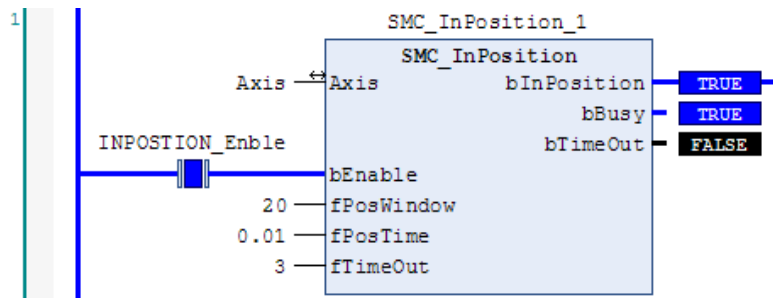 1
SMC_InPosition_1
SMC_InPosition
Axis Axis bInPosition TRUE
bBusy TRUE
INPOSTION_Enble bTimeOut FALSE
bEnable
20 fPosWindow
0.01 fPosTime
3 fTimeOut